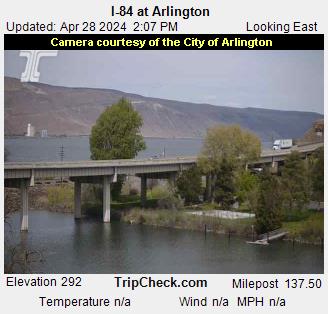 I-84 at Arlington
Updated: Apr 28 2024 2:07 PM Looking East
Camera courtesy of the City of Arlington
Elevation 292 TripCheck.com Milepost 137.50
Temperature n/a Wind n/a MPH n/a